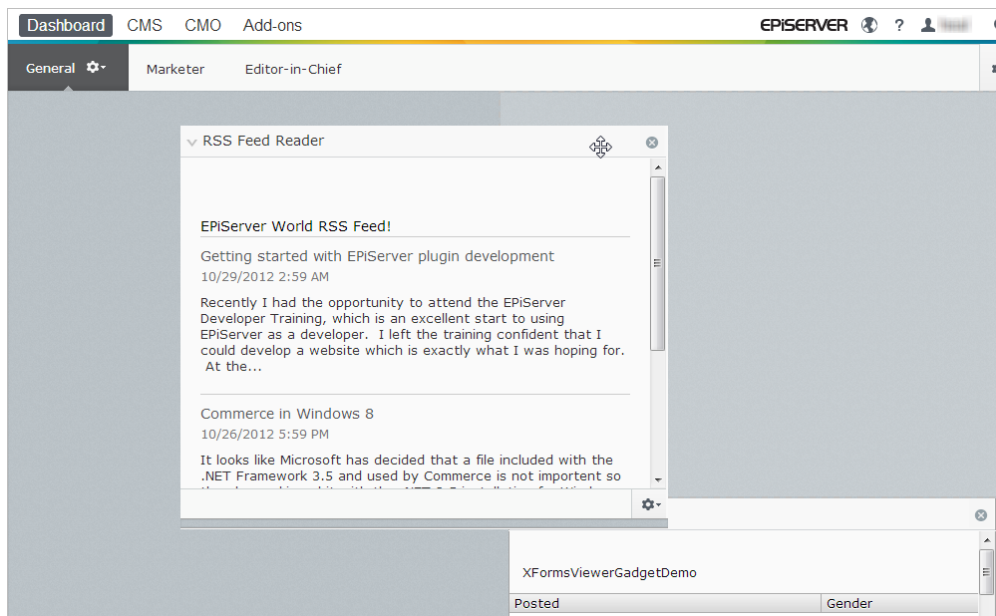 Dashboard CMS CMO Add-ons EPiSERVER ?
General Marketer Editor-in-Chief
RSS Feed Reader
EPiServer World RSS Feed!
Getting started with EPiServer plugin development
10/29/2012 2:59 AM
Recently I had the opportunity to attend the EPiServer
Developer Training, which is an excellent start to using
EPiServer as a developer. I left the training confident that I
could develop a website which is exactly what I was hoping for.
At the...
Commerce in Windows 8
10/26/2012 5:59 PM
It looks like Microsoft has decided that a file included with the
.NET Framework 3.5 and used by Commerce is not importent so
XFormsViewerGadgetDemo
Posted Gender